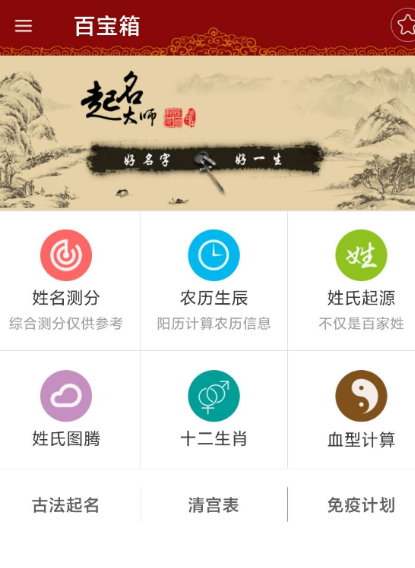 百宝箱
起名
大师
好名字 好一生
姓
姓名测分 农历生辰 姓氏起源
综合测分仅供参考 阳历计算农历信息 不仅是百家姓
姓氏图腾 十二生肖 血型计算
古法起名 清宫表 免疫计划